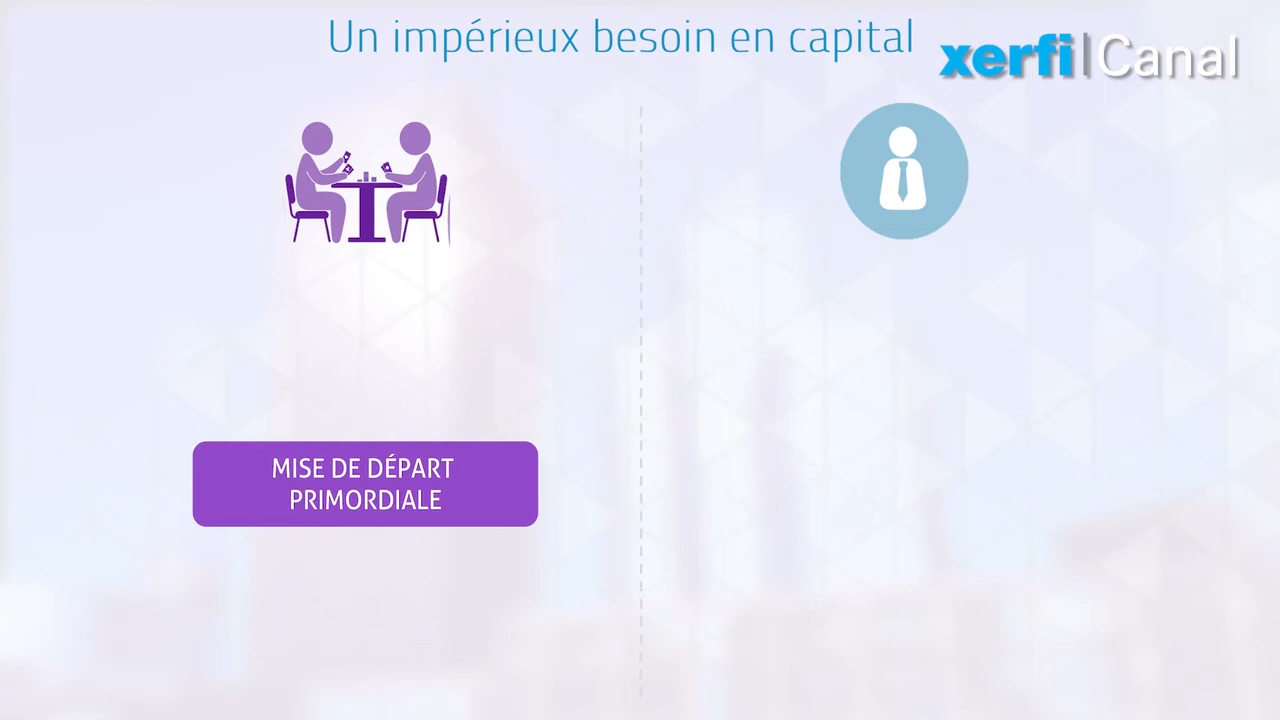 Un impérieux besoin en capital
xerfi|Canal
MISE DE DÉPART
PRIMORDIALE